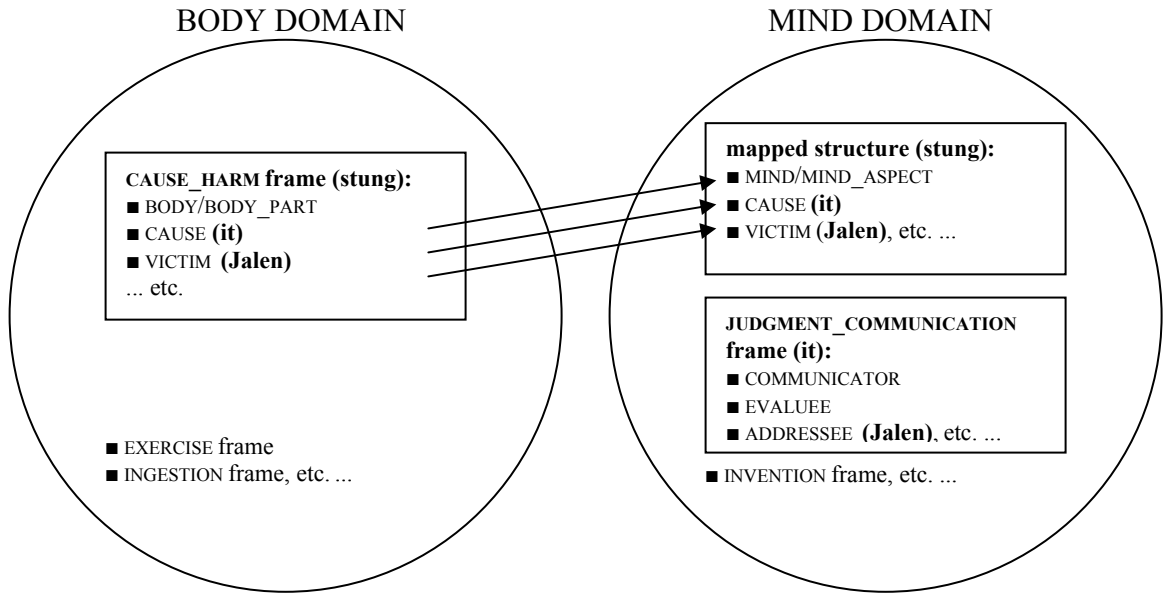 BODY DOMAIN
CAUSE_HARM frame (stung):
■ BODY/BODY_PART
■ CAUSE (it)
■ VICTIM (Jalen)
... etc.
■ EXERCISE frame
■ INGESTION frame, etc. ...
MIND DOMAIN
mapped structure (stung):
■ MIND/MIND_ASPECT
■ CAUSE (it)
■ VICTIM (Jalen), etc. ...
JUDGMENT_COMMUNICATION
frame (it):
■ COMMUNICATOR
■ EVALUEE
■ ADDRESSEE (Jalen), etc. ...
■ INVENTION frame, etc. ...